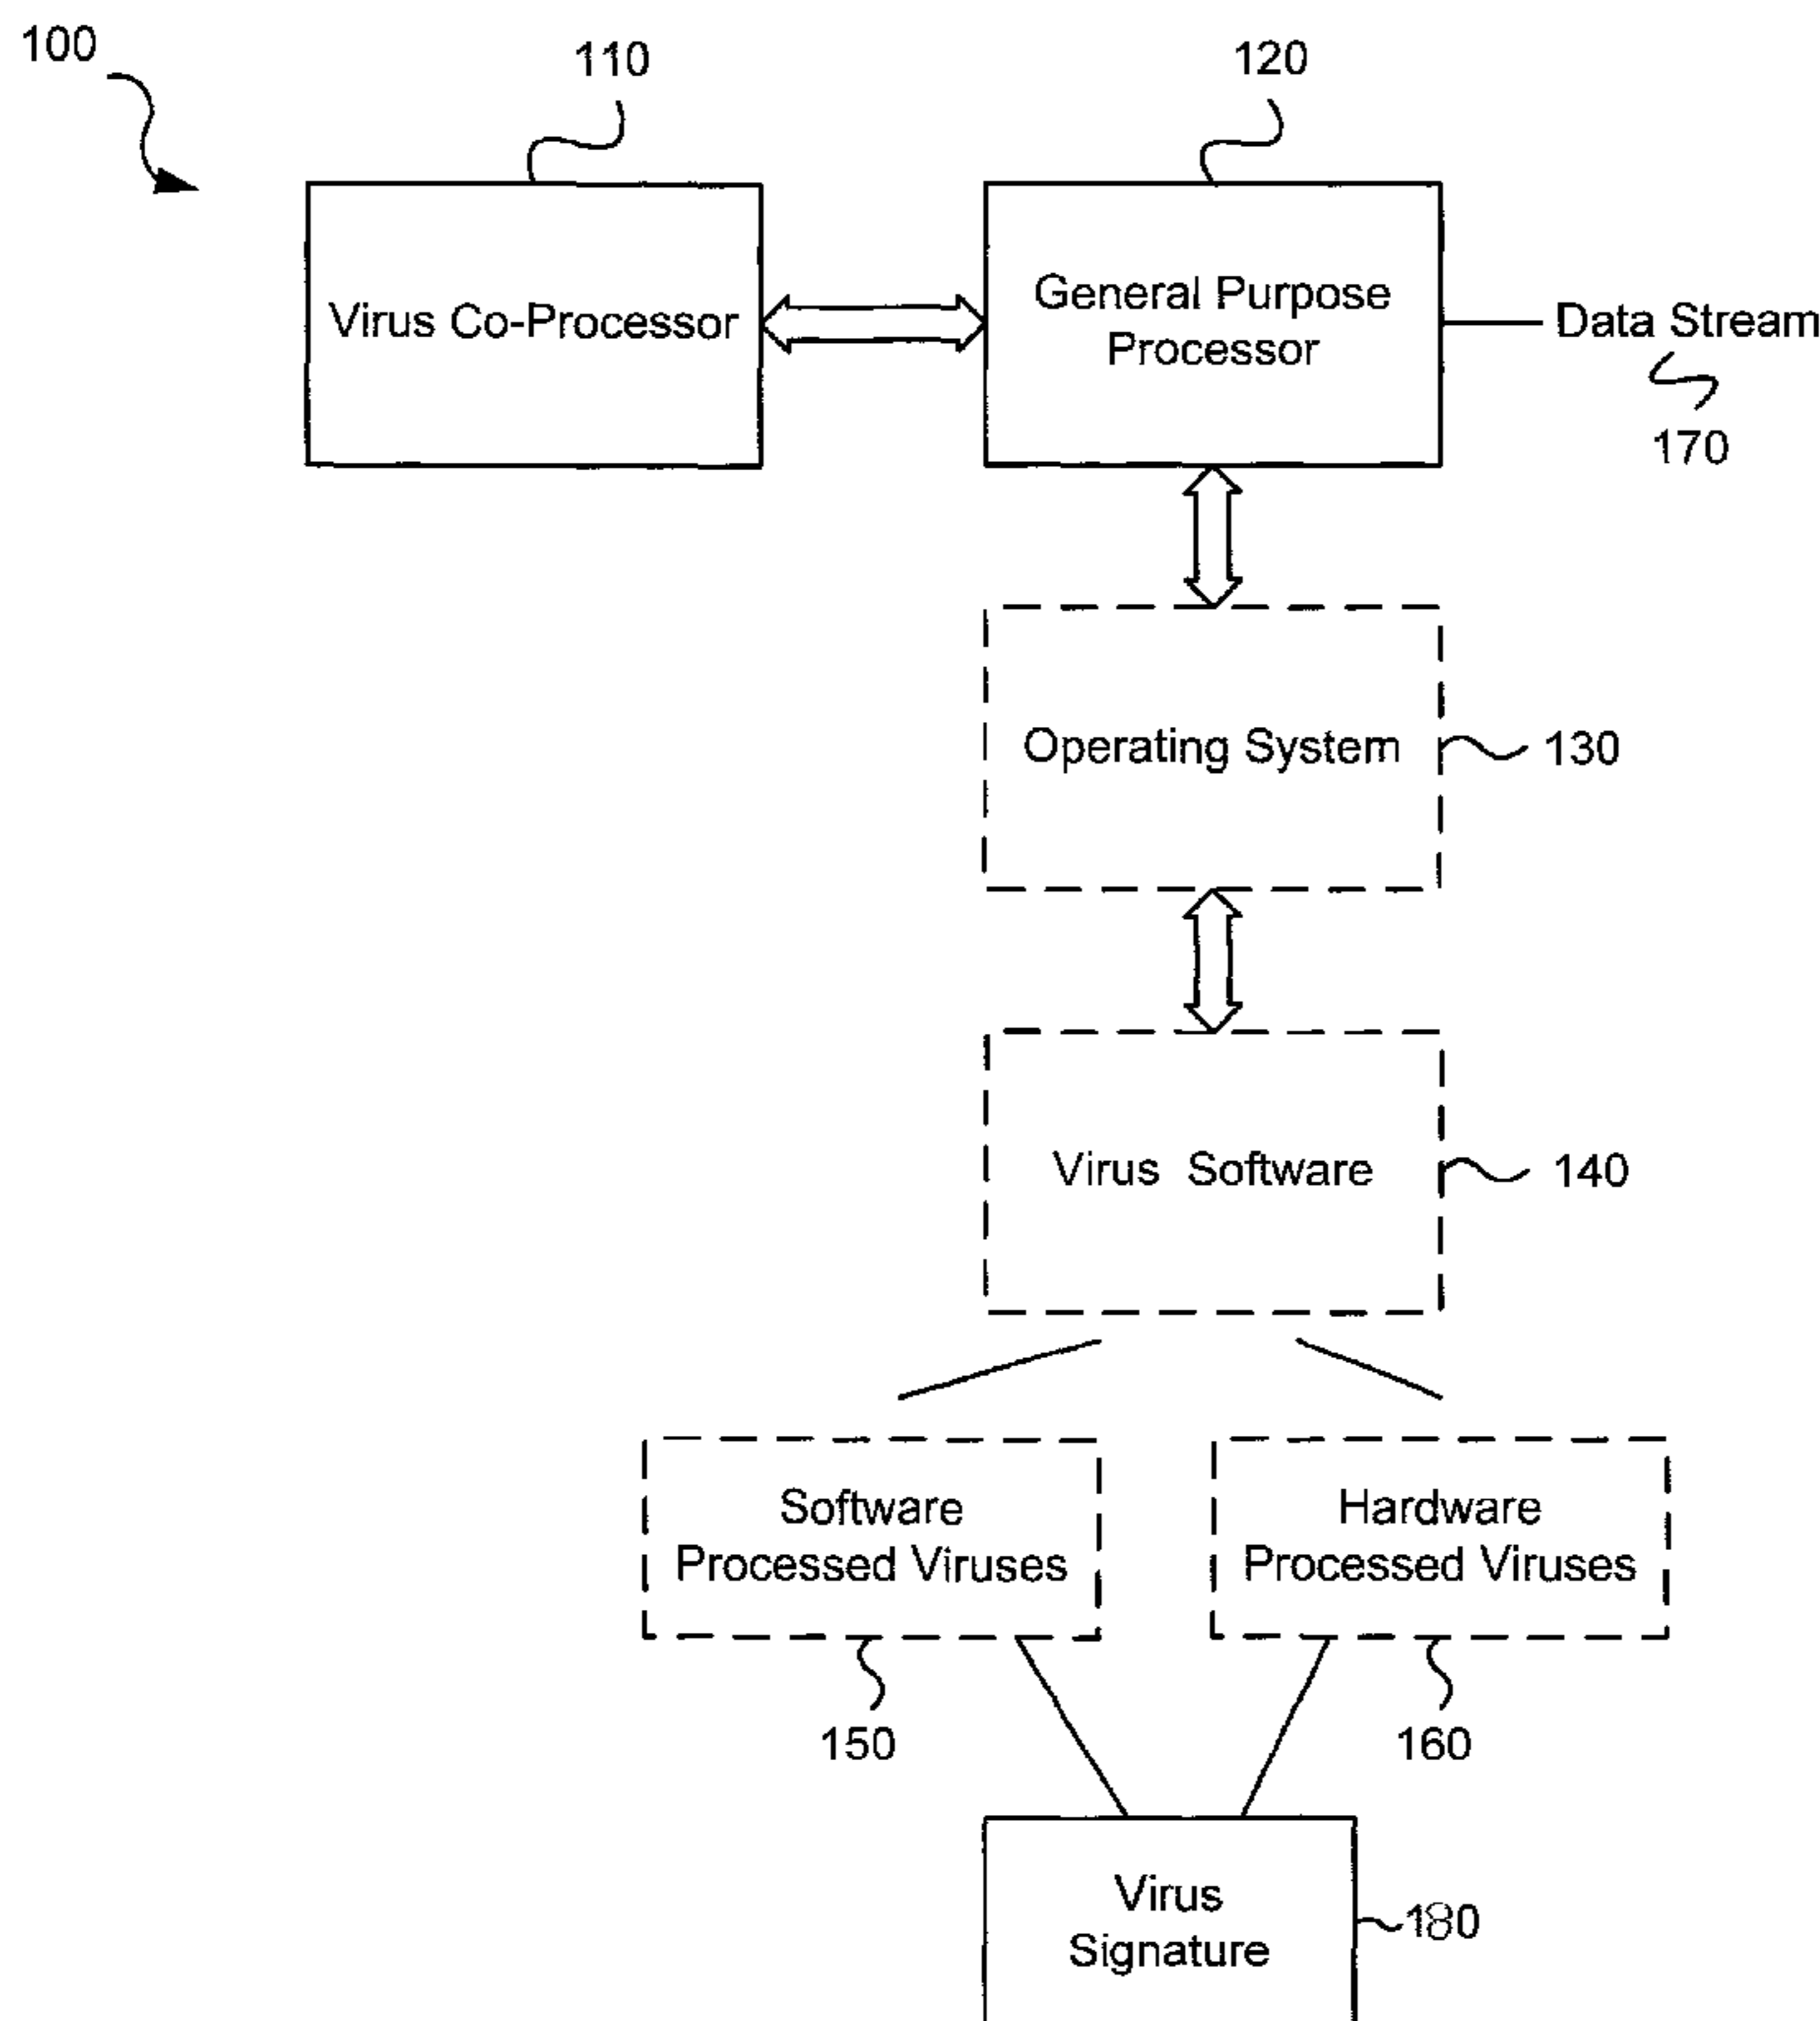 100
110
120
Virus Co-Processor
General Purpose
Processor
Data Stream
170
Operating System
130
Virus Software
140
Software
Processed Viruses
Hardware
Processed Viruses
150
160
Virus
Signature
180